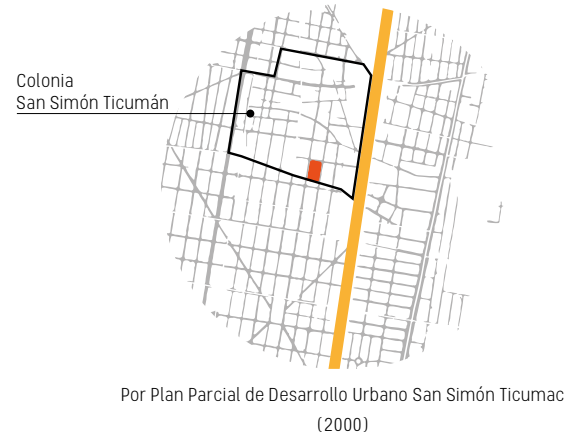 Colonia
San Simón Ticumán
Por Plan Parcial de Desarrollo Urbano San Simón Ticumac
(2000)